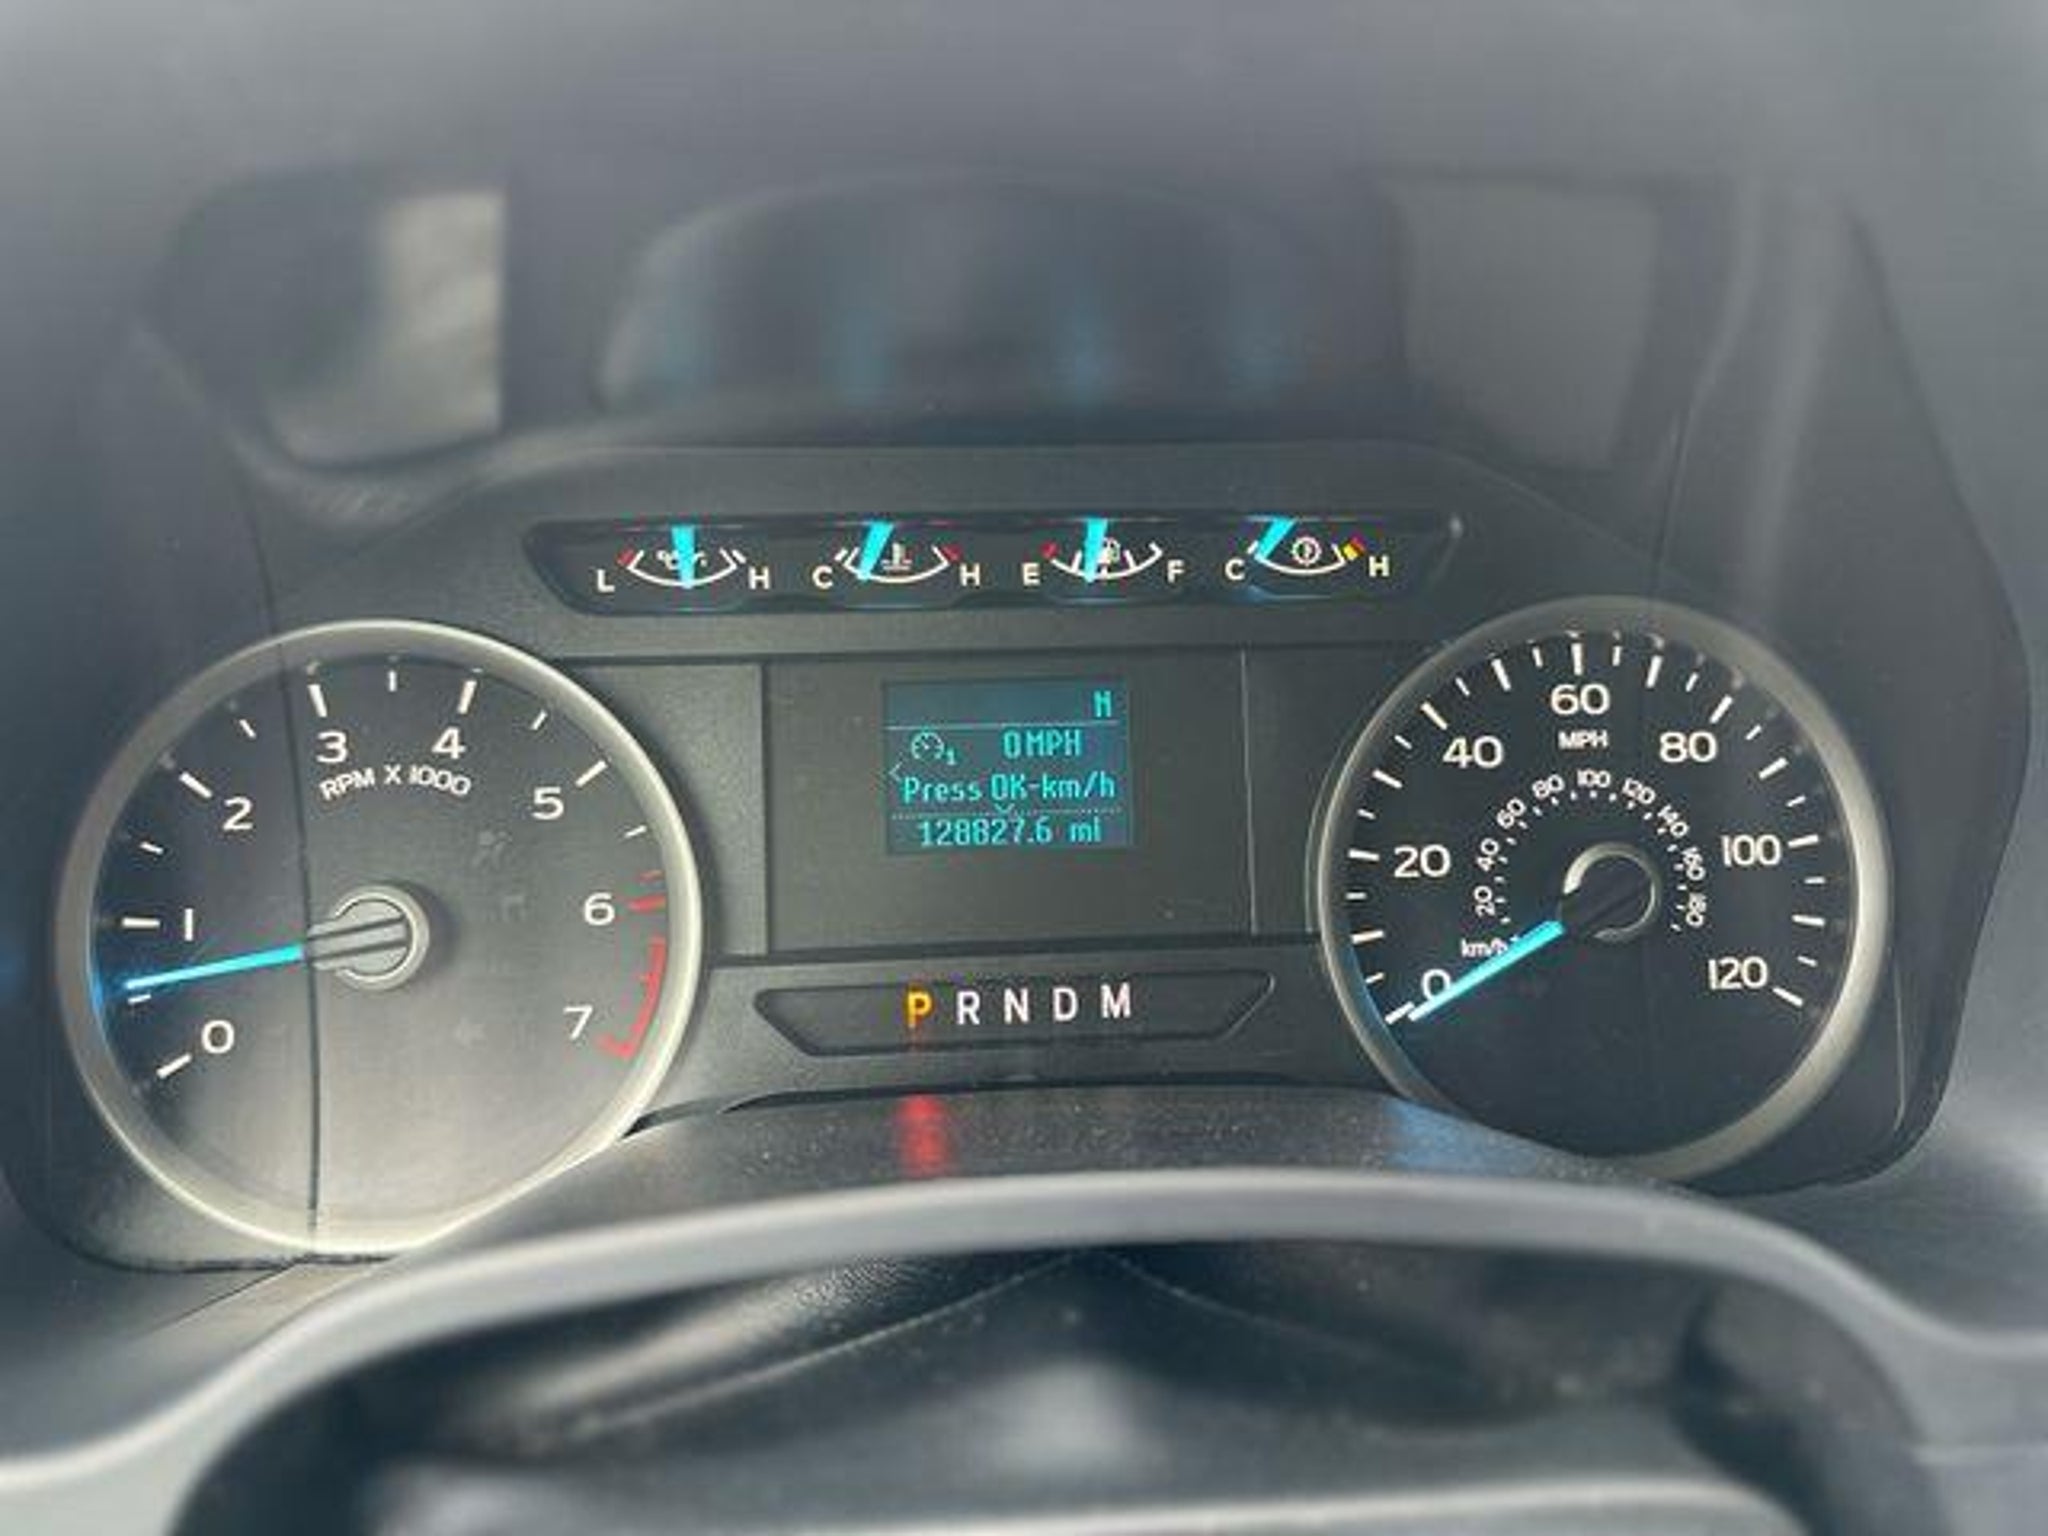 L H C H E F C H
N
1 0MPH
Press OK-km/h
128827.6 mi
0 1 2 3 4 5 6 7
RPM X 1000
P R N D M
0 20 40 60 80 100 120
MPH
20 40 60 80 100 120 140 160 180
km/h